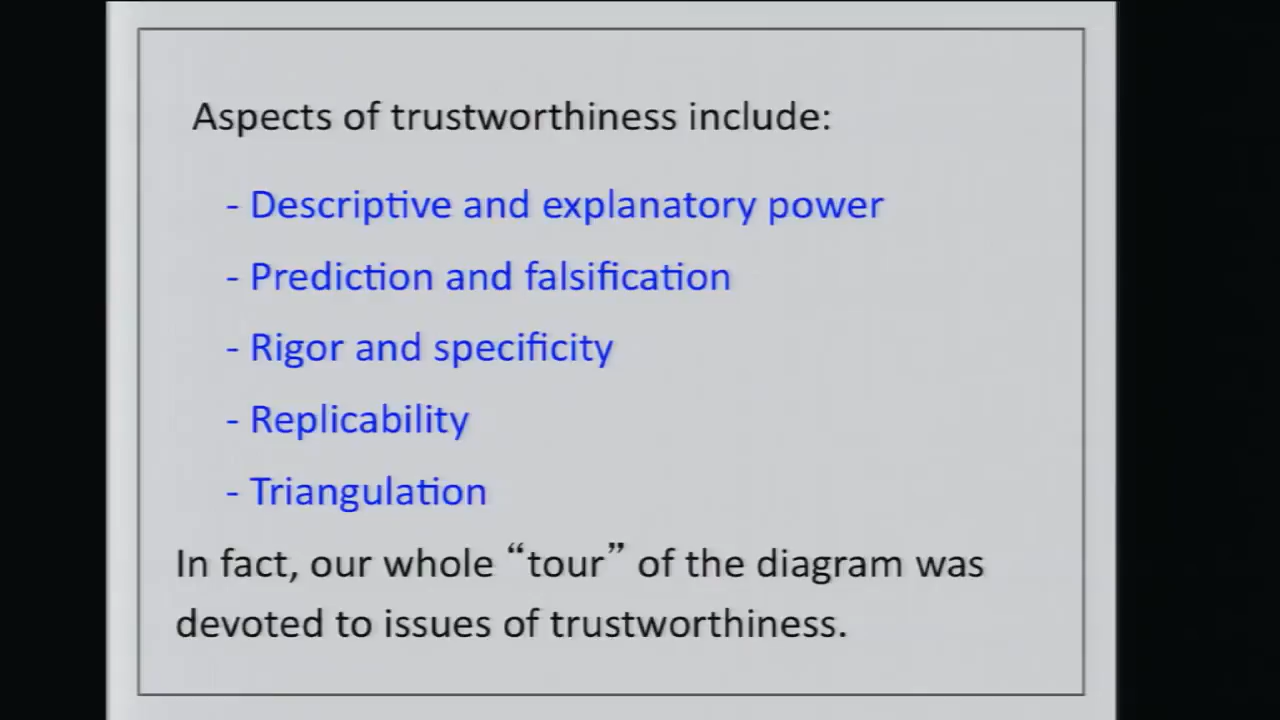 Aspects of trustworthiness include:
- Descriptive and explanatory power
- Prediction and falsification
- Rigor and specificity
- Replicability
- Triangulation
In fact, our whole “tour” of the diagram was
devoted to issues of trustworthiness.